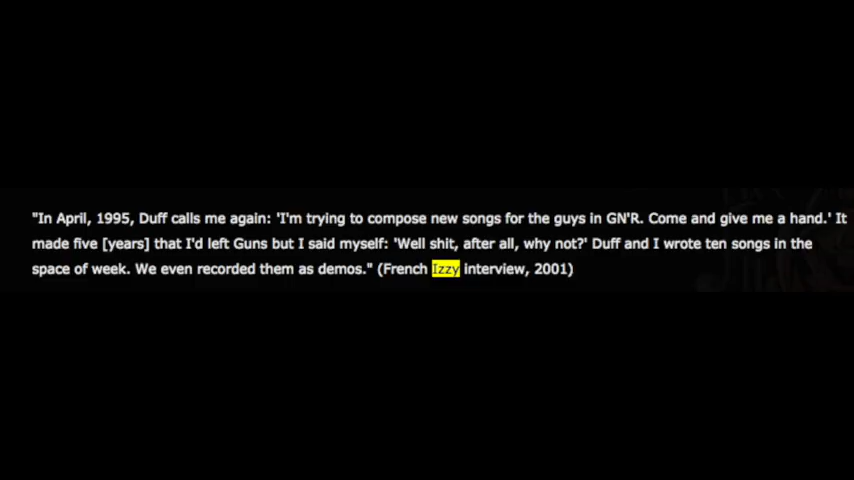 "In April, 1995, Duff calls me again: 'I'm trying to compose new songs for the guys in GN'R. Come and give me a hand.' It
made five [years] that I'd left Guns but I said myself: 'Well shit, after all, why not?' Duff and I wrote ten songs in the
space of week. We even recorded them as demos." (French Izzy interview, 2001)